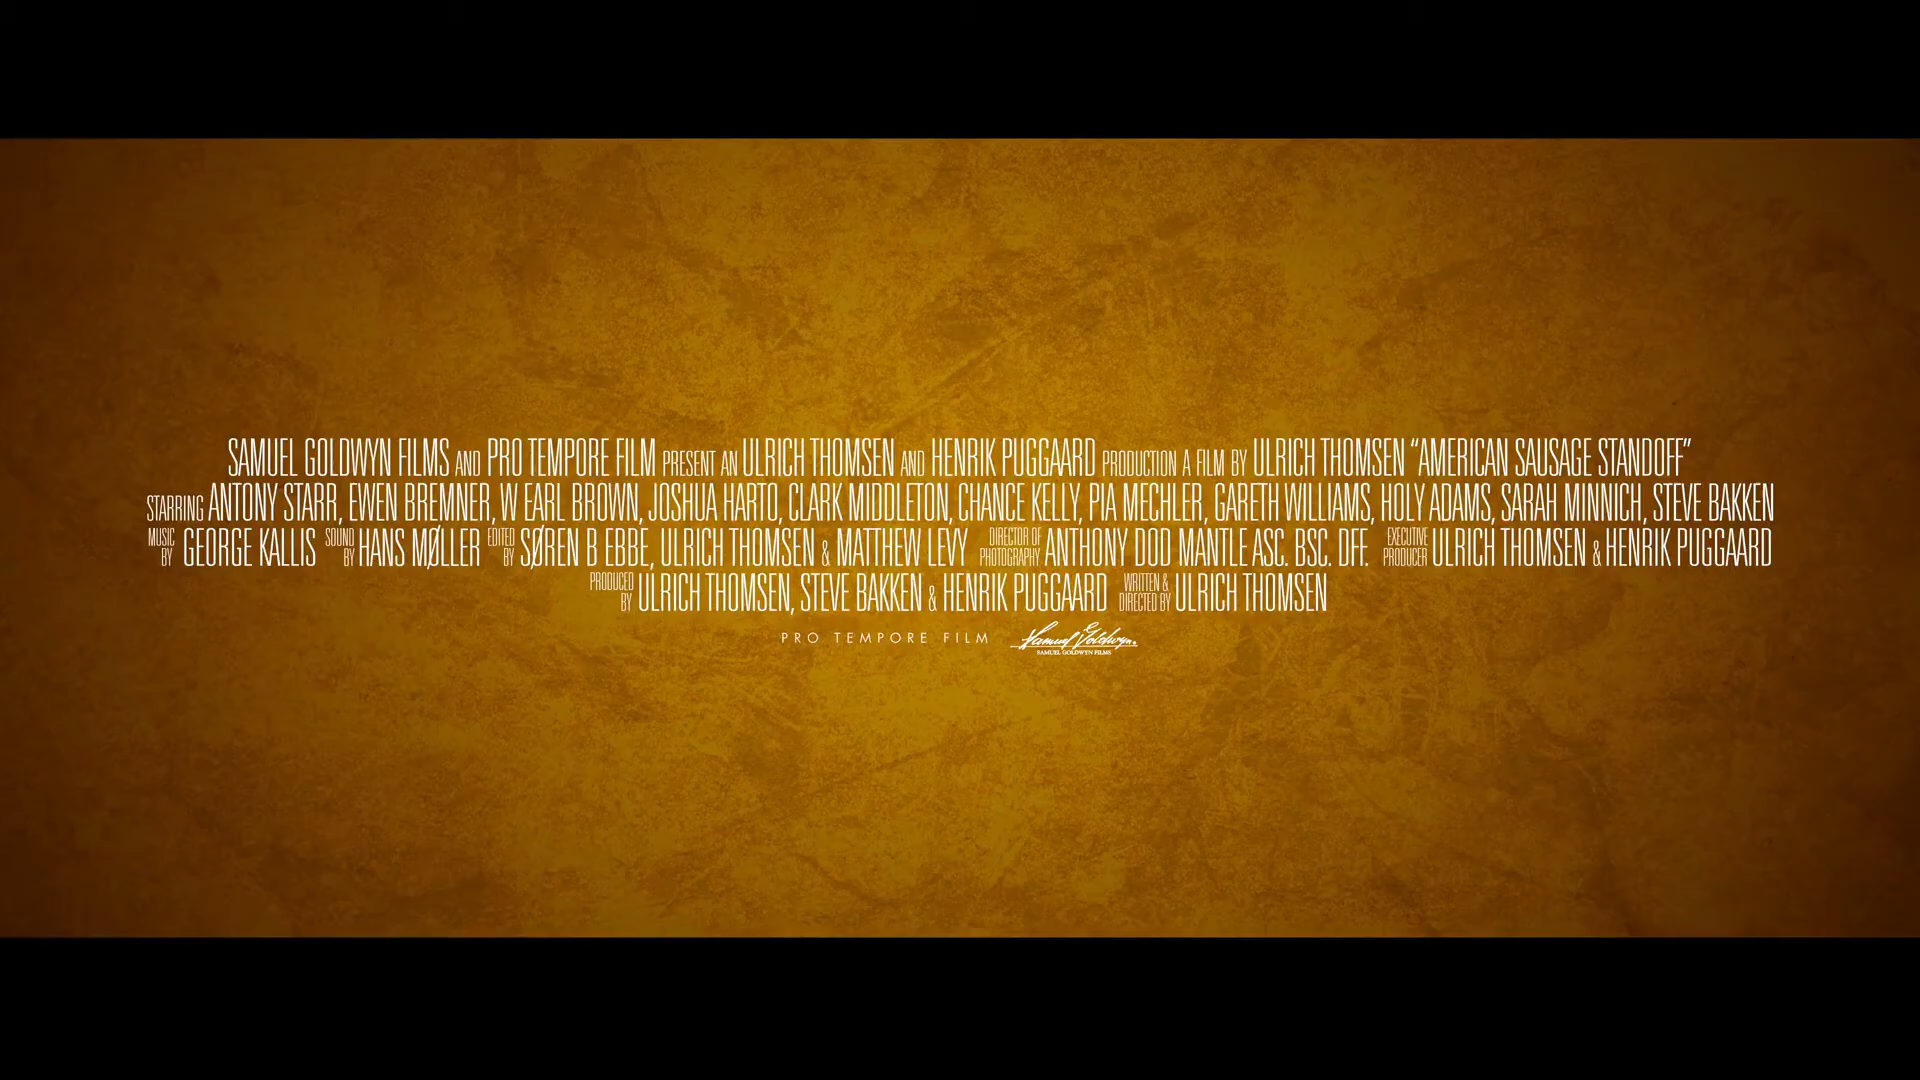 SAMUEL GOLDWYN FILMS AND PRO TEMPORE FILM PRESENT AN ULRICH THOMSEN AND HENRIK PUGGAARD PRODUCTION A FILM BY ULRICH THOMSEN “AMERICAN SAUSAGE STANDOFF”
STARRING ANTONY STARR, EWEN BREMNER, W EARL BROWN, JOSHUA HARTO, CLARK MIDDLETON, CHANCE KELLY, PIA MECHLER, GARETH WILLIAMS, HOLY ADAMS, SARAH MINNICH, STEVE BAKKEN
MUSIC BY GEORGE KALLIS SOUND BY HANS MØLLER EDITED BY SØREN B EBBE, ULRICH THOMSEN & MATTHEW LEVY DIRECTOR OF PHOTOGRAPHY ANTHONY DOD MANTLE ASC. BSC. DFF. EXECUTIVE PRODUCER ULRICH THOMSEN & HENRIK PUGGAARD
PRODUCED BY ULRICH THOMSEN, STEVE BAKKEN & HENRIK PUGGAARD WRITTEN & DIRECTED BY ULRICH THOMSEN
PRO TEMPORE FILM Samuel Goldwyn.
SAMUEL GOLDWYN FILMS